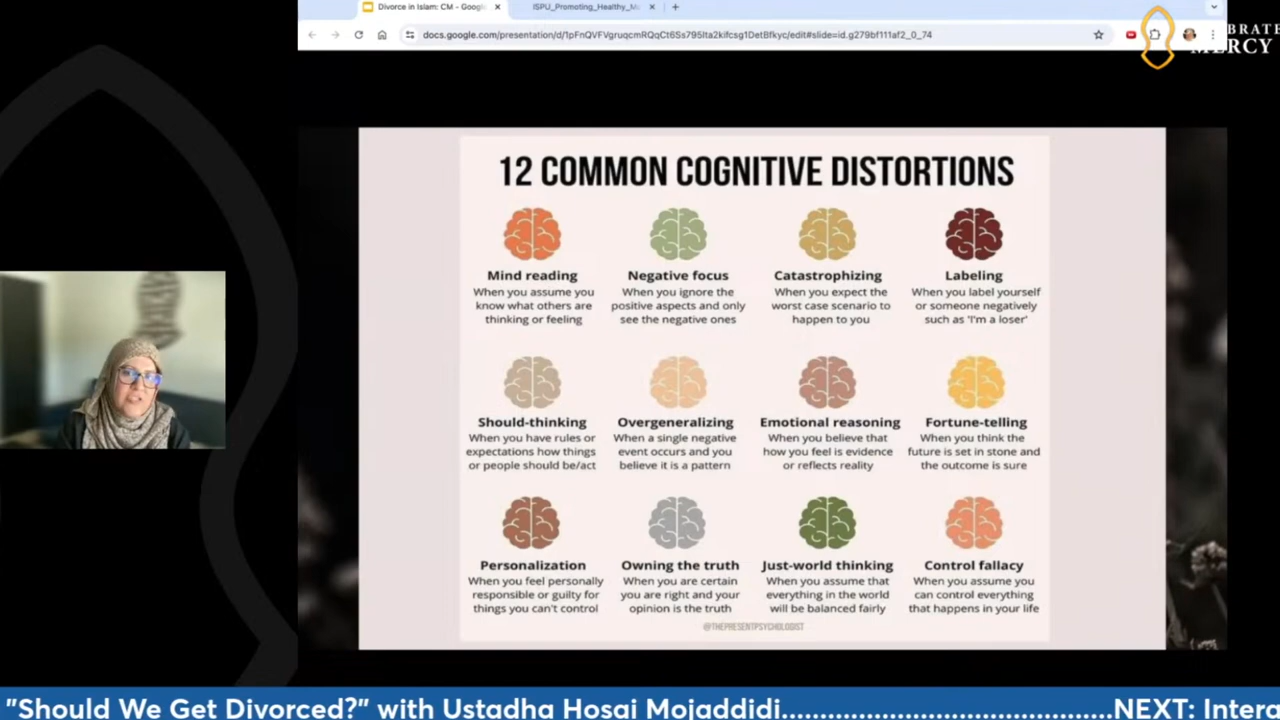 Divorce in Islam: CM - Google
ISPU_Promoting_Healthy_Ma
docs.google.com/presentation/d/1pFnQVFVgruqcmRQqCt6Ss795lta2kifcsg1DetBfkyc/edit#slide=id.g279bf111af2_0_74
BRATE
MERCY
12 COMMON COGNITIVE DISTORTIONS
Mind reading
When you assume you
know what others are
thinking or feeling
Negative focus
When you ignore the
positive aspects and only
see the negative ones
Catastrophizing
When you expect the
worst case scenario to
happen to you
Labeling
When you label yourself
or someone negatively
such as 'I'm a loser'
Should-thinking
When you have rules or
expectations how things
or people should be/act
Overgeneralizing
When a single negative
event occurs and you
believe it is a pattern
Emotional reasoning
When you believe that
how you feel is evidence
or reflects reality
Fortune-telling
When you think the
future is set in stone and
the outcome is sure
Personalization
When you feel personally
responsible or guilty for
things you can't control
Owning the truth
When you are certain
you are right and your
opinion is the truth
Just-world thinking
When you assume that
everything in the world
will be balanced fairly
Control fallacy
When you assume you
can control everything
that happens in your life
@THEPRESENTPSYCHOLOGIST
"Should We Get Divorced?" with Ustadha Hosai Mojaddidi..........................................NEXT: Intera